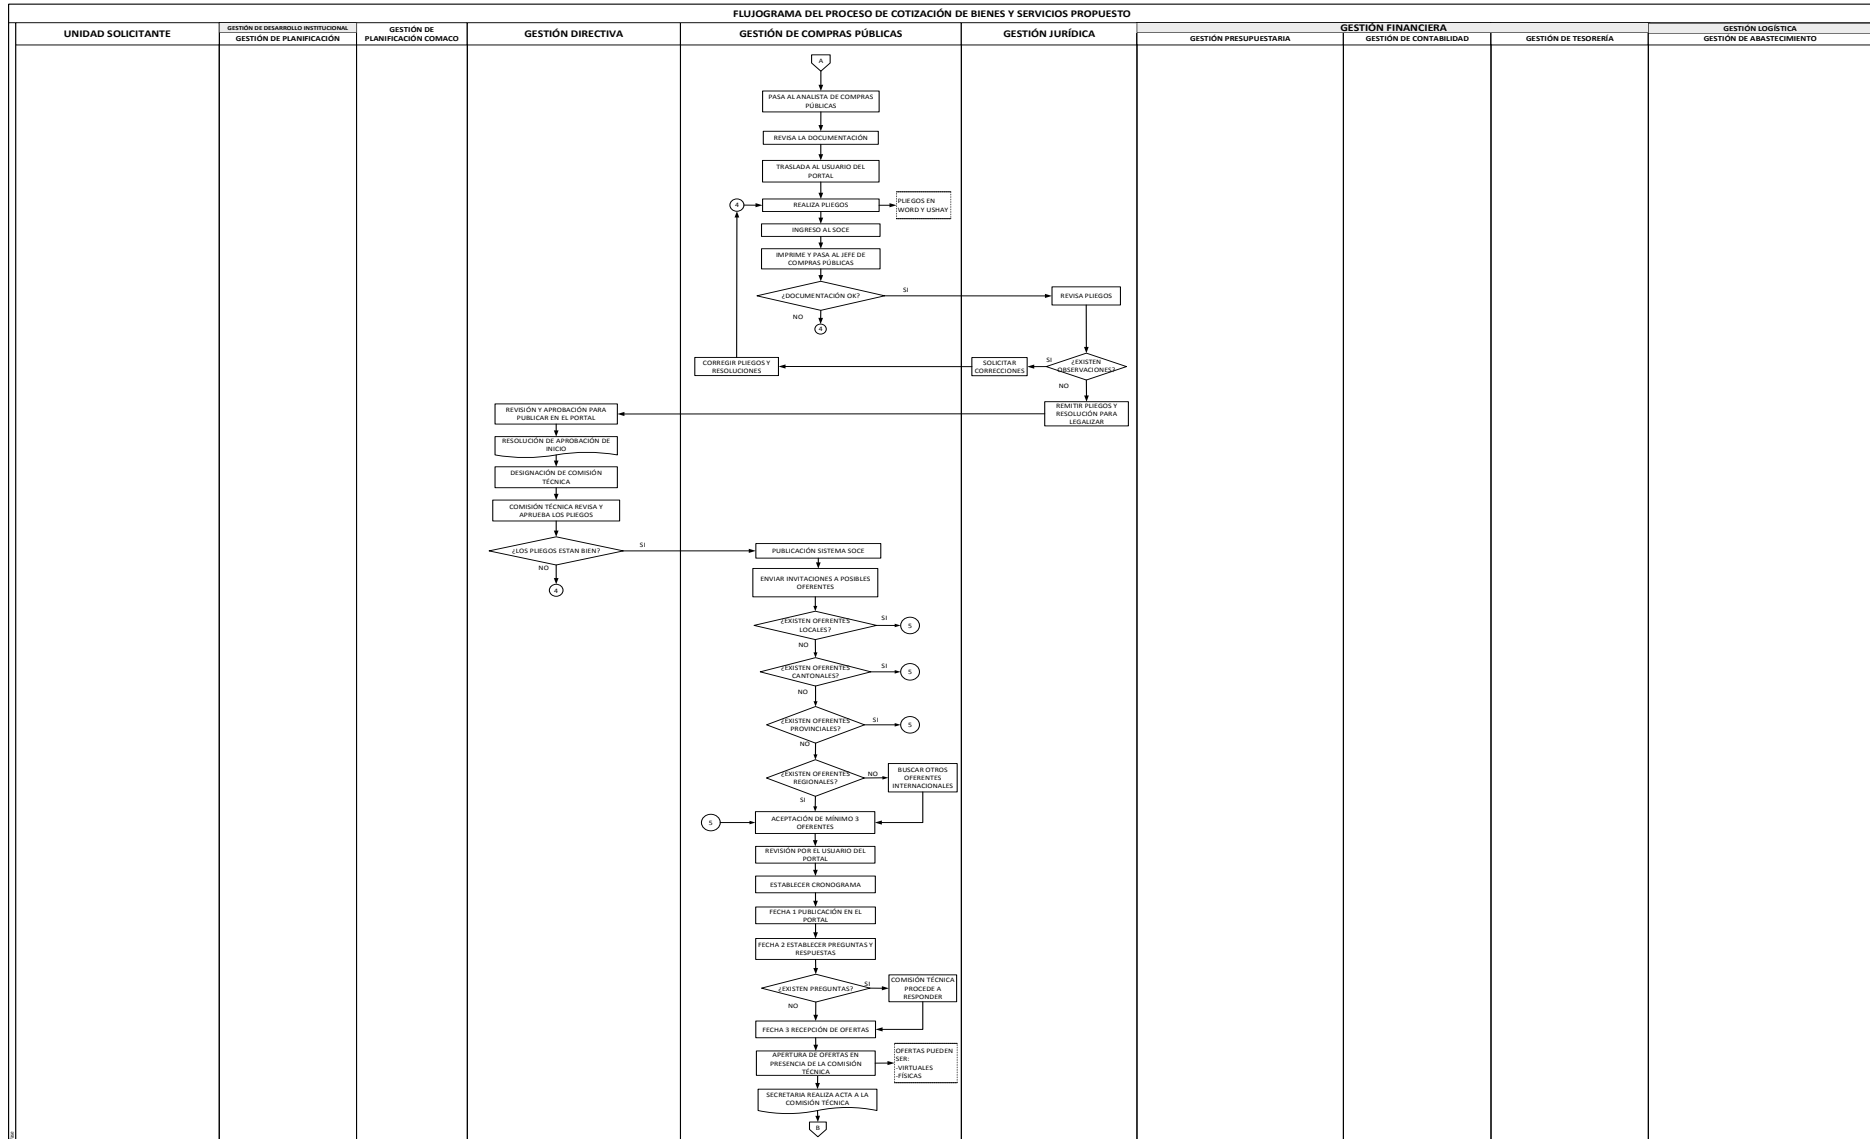 FLUJOGRAMA DEL PROCESO DE COTIZACIÓN DE BIENES Y SERVICIOS PROPUESTO
UNIDAD SOLICITANTE
GESTIÓN DE DESARROLLO INSTITUCIONAL
GESTIÓN DE PLANIFICACIÓN
GESTIÓN DE
PLANIFICACIÓN COMACO
GESTIÓN DIRECTIVA
GESTIÓN DE COMPRAS PÚBLICAS
GESTIÓN JURÍDICA
GESTIÓN FINANCIERA
GESTIÓN PRESUPUESTARIA
GESTIÓN DE CONTABILIDAD
GESTIÓN DE TESORERÍA
GESTIÓN LOGÍSTICA
GESTIÓN DE ABASTECIMIENTO
A
PASA AL ANALISTA DE COMPRAS
PÚBLICAS
REVISA LA DOCUMENTACIÓN
TRASLADA AL USUARIO DEL
PORTAL
4
REALIZA PLIEGOS
PLIEGOS EN
WORD Y USHAY
INGRESO AL SOCE
IMPRIME Y PASA AL JEFE DE
COMPRAS PÚBLICAS
¿DOCUMENTACIÓN OK?
SI
REVISA PLIEGOS
NO
4
CORREGIR PLIEGOS Y
RESOLUCIONES
SOLICITAR
CORRECCIONES
SI
¿EXISTEN
OBSERVACIONES?
NO
REVISIÓN Y APROBACIÓN PARA
PUBLICAR EN EL PORTAL
REMITIR PLIEGOS Y
RESOLUCIÓN PARA
LEGALIZAR
RESOLUCIÓN DE APROBACIÓN DE
INICIO
DESIGNACIÓN DE COMISIÓN
TÉCNICA
COMISIÓN TÉCNICA REVISA Y
APRUEBA LOS PLIEGOS
¿LOS PLIEGOS ESTAN BIEN?
SI
NO
4
PUBLICACIÓN SISTEMA SOCE
ENVIAR INVITACIONES A POSIBLES
OFERENTES
¿EXISTEN OFERENTES
LOCALES?
SI
5
NO
¿EXISTEN OFERENTES
CANTONALES?
SI
5
NO
¿EXISTEN OFERENTES
PROVINCIALES?
SI
5
NO
¿EXISTEN OFERENTES
REGIONALES?
NO
BUSCAR OTROS
OFERENTES
INTERNACIONALES
SI
5
ACEPTACIÓN DE MÍNIMO 3
OFERENTES
REVISIÓN POR EL USUARIO DEL
PORTAL
ESTABLECER CRONOGRAMA
FECHA 1 PUBLICACIÓN EN EL
PORTAL
FECHA 2 ESTABLECER PREGUNTAS Y
RESPUESTAS
¿EXISTEN PREGUNTAS?
SI
COMISIÓN TÉCNICA
PROCEDE A
RESPONDER
NO
FECHA 3 RECEPCIÓN DE OFERTAS
APERTURA DE OFERTAS EN
PRESENCIA DE LA COMISIÓN
TÉCNICA
OFERTAS PUEDEN
SER:
-VIRTUALES
-FÍSICAS
SECRETARIA REALIZA ACTA A LA
COMISIÓN TÉCNICA
B